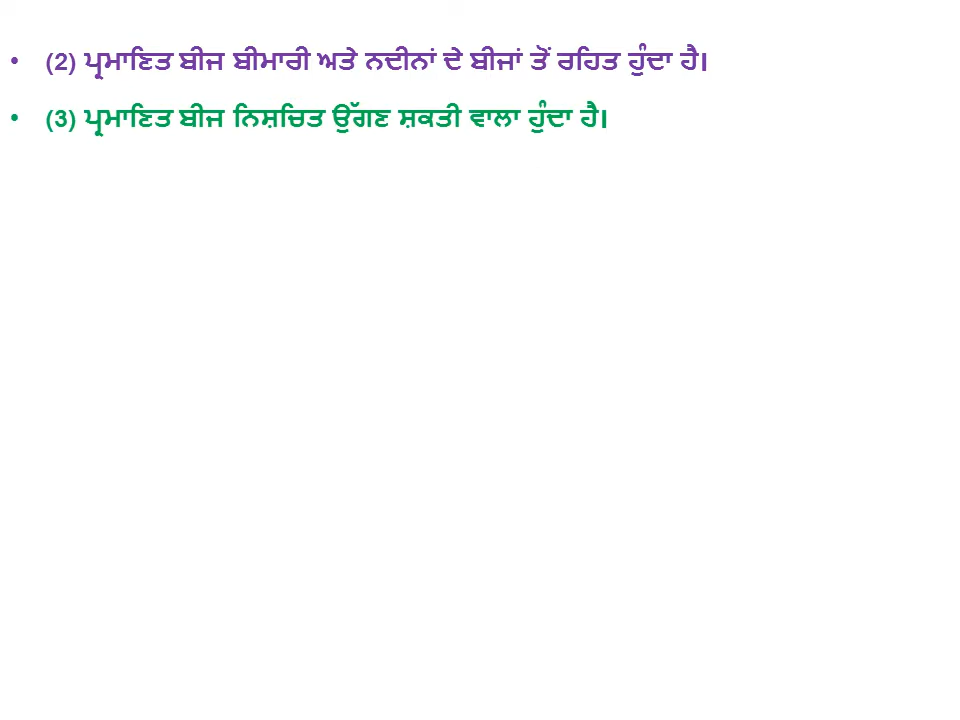 • (2) ਪ੍ਰਮਾਣਿਤ ਬੀਜ ਬੀਮਾਰੀ ਅਤੇ ਨਦੀਨਾਂ ਦੇ ਬੀਜਾਂ ਤੋਂ ਰਹਿਤ ਹੁੰਦਾ ਹੈ।
• (3) ਪ੍ਰਮਾਣਿਤ ਬੀਜ ਨਿਸ਼ਚਿਤ ਉੱਗਣ ਸ਼ਕਤੀ ਵਾਲਾ ਹੁੰਦਾ ਹੈ।